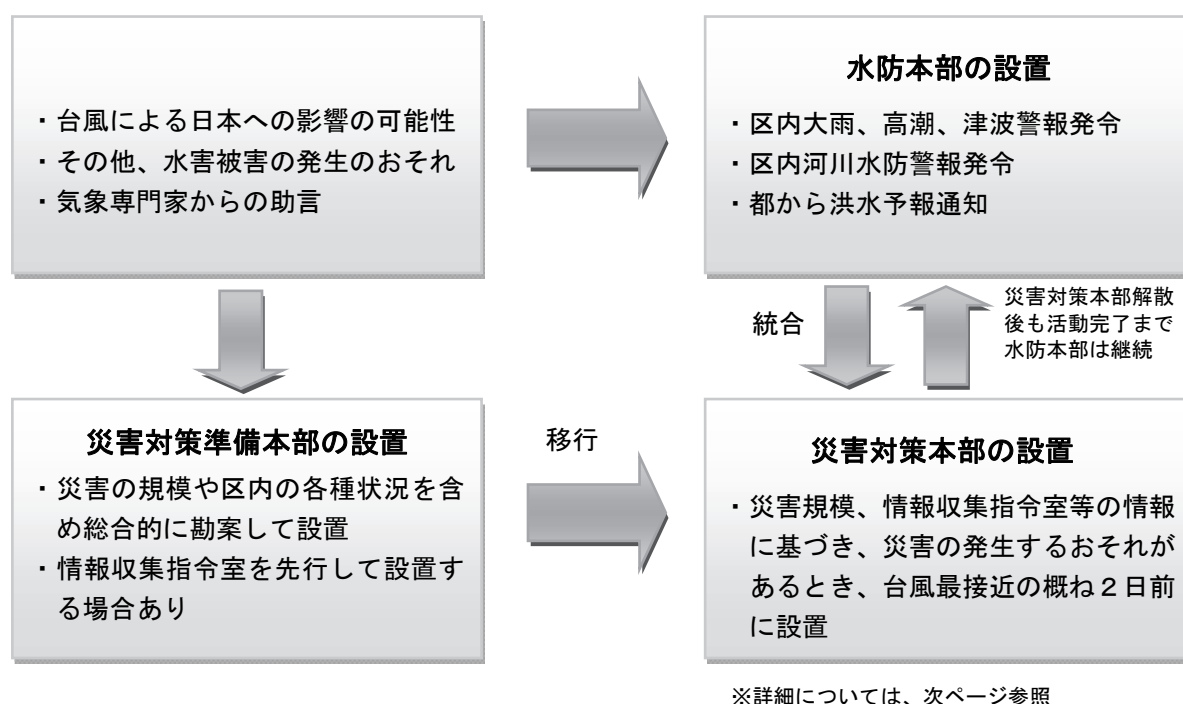 ・台風による日本への影響の可能性
・その他、水害被害の発生のおそれ
・気象専門家からの助言
水防本部の設置
・区内大雨、高潮、津波警報発令
・区内河川水防警報発令
・都から洪水予報通知
統合
災害対策本部解散
後も活動完了まで
水防本部は継続
災害対策準備本部の設置
・災害の規模や区内の各種状況を含
め総合的に勘案して設置
・情報収集指令室を先行して設置す
る場合あり
移行
災害対策本部の設置
・災害規模、情報収集指令室等の情報
に基づき、災害の発生するおそれが
あるとき、台風最接近の概ね２日前
に設置
※詳細については、次ページ参照